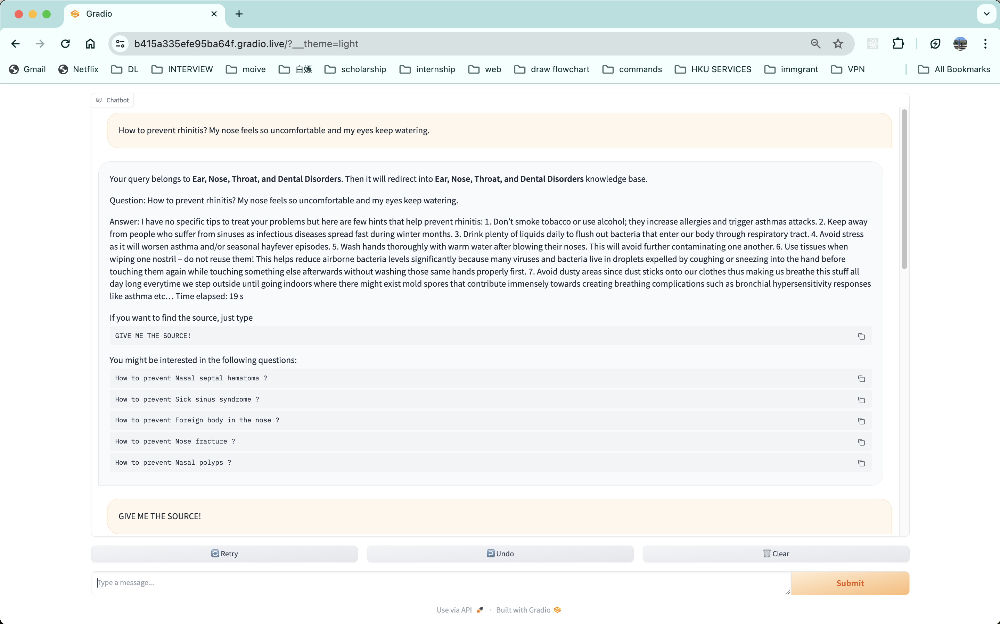 Gradio
b415a335efe95ba64f.gradio.live/?__theme=light
Gmail Netflix DL INTERVIEW moive 白嫖 scholarship internship web draw flowchart commands HKU SERVICES immgrant VPN All Bookmarks
Chatbot
How to prevent rhinitis? My nose feels so uncomfortable and my eyes keep watering.
Your query belongs to Ear, Nose, Throat, and Dental Disorders. Then it will redirect into Ear, Nose, Throat, and Dental Disorders knowledge base.
Question: How to prevent rhinitis? My nose feels so uncomfortable and my eyes keep watering.
Answer: I have no specific tips to treat your problems but here are few hints that help prevent rhinitis: 1. Don’t smoke tobacco or use alcohol; they increase allergies and trigger asthmas attacks. 2. Keep away
from people who suffer from sinuses as infectious diseases spread fast during winter months. 3. Drink plenty of liquids daily to flush out bacteria that enter our body through respiratory tract. 4. Avoid stress
as it will worsen asthma and/or seasonal hayfever episodes. 5. Wash hands thoroughly with warm water after blowing their noses. This will avoid further contaminating one another. 6. Use tissues when
wiping one nostril – do not reuse them! This helps reduce airborne bacteria levels significantly because many viruses and bacteria live in droplets expelled by coughing or sneezing into the hand before
touching them again while touching something else afterwards without washing those same hands properly first. 7. Avoid dusty areas since dust sticks onto our clothes thus making us breathe this stuff all
day long everytime we step outside until going indoors where there might exist mold spores that contribute immensely towards creating breathing complications such as bronchial hypersensitivity responses
like asthma etc… Time elapsed: 19 s
If you want to find the source, just type
GIVE ME THE SOURCE!
You might be interested in the following questions:
How to prevent Nasal septal hematoma ?
How to prevent Sick sinus syndrome ?
How to prevent Foreign body in the nose ?
How to prevent Nose fracture ?
How to prevent Nasal polyps ?
GIVE ME THE SOURCE!
Retry Undo Clear
Type a message...
Submit
Use via API · Built with Gradio